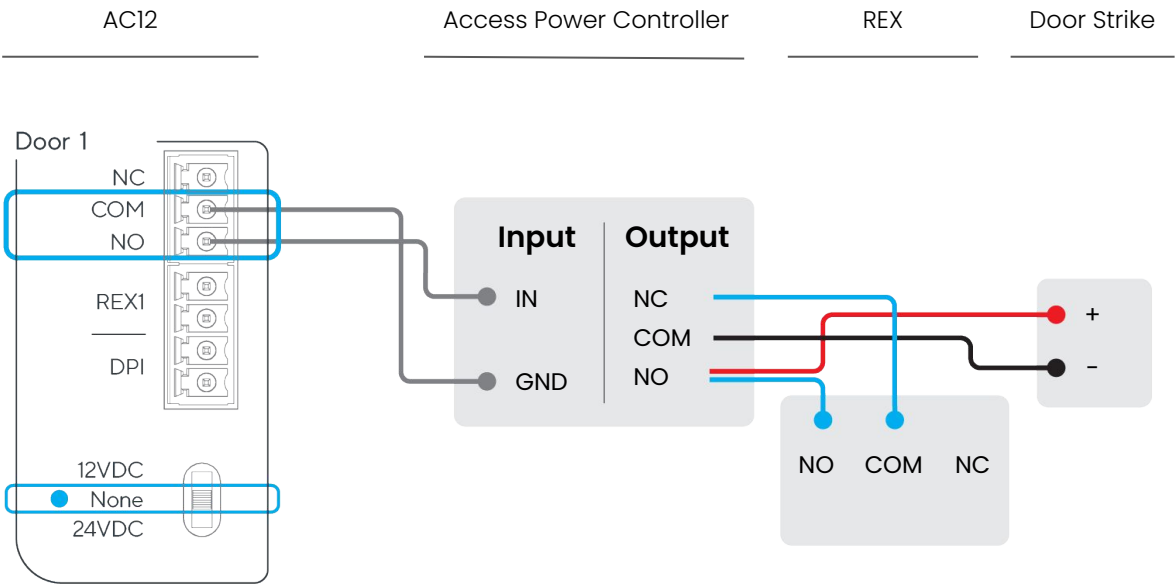 AC12
Access Power Controller
REX
Door Strike
Door 1
NC
COM
NO
REX1
DPI
12VDC
None
24VDC
Input
Output
IN
GND
NC
COM
NO
+
-
NO COM NC